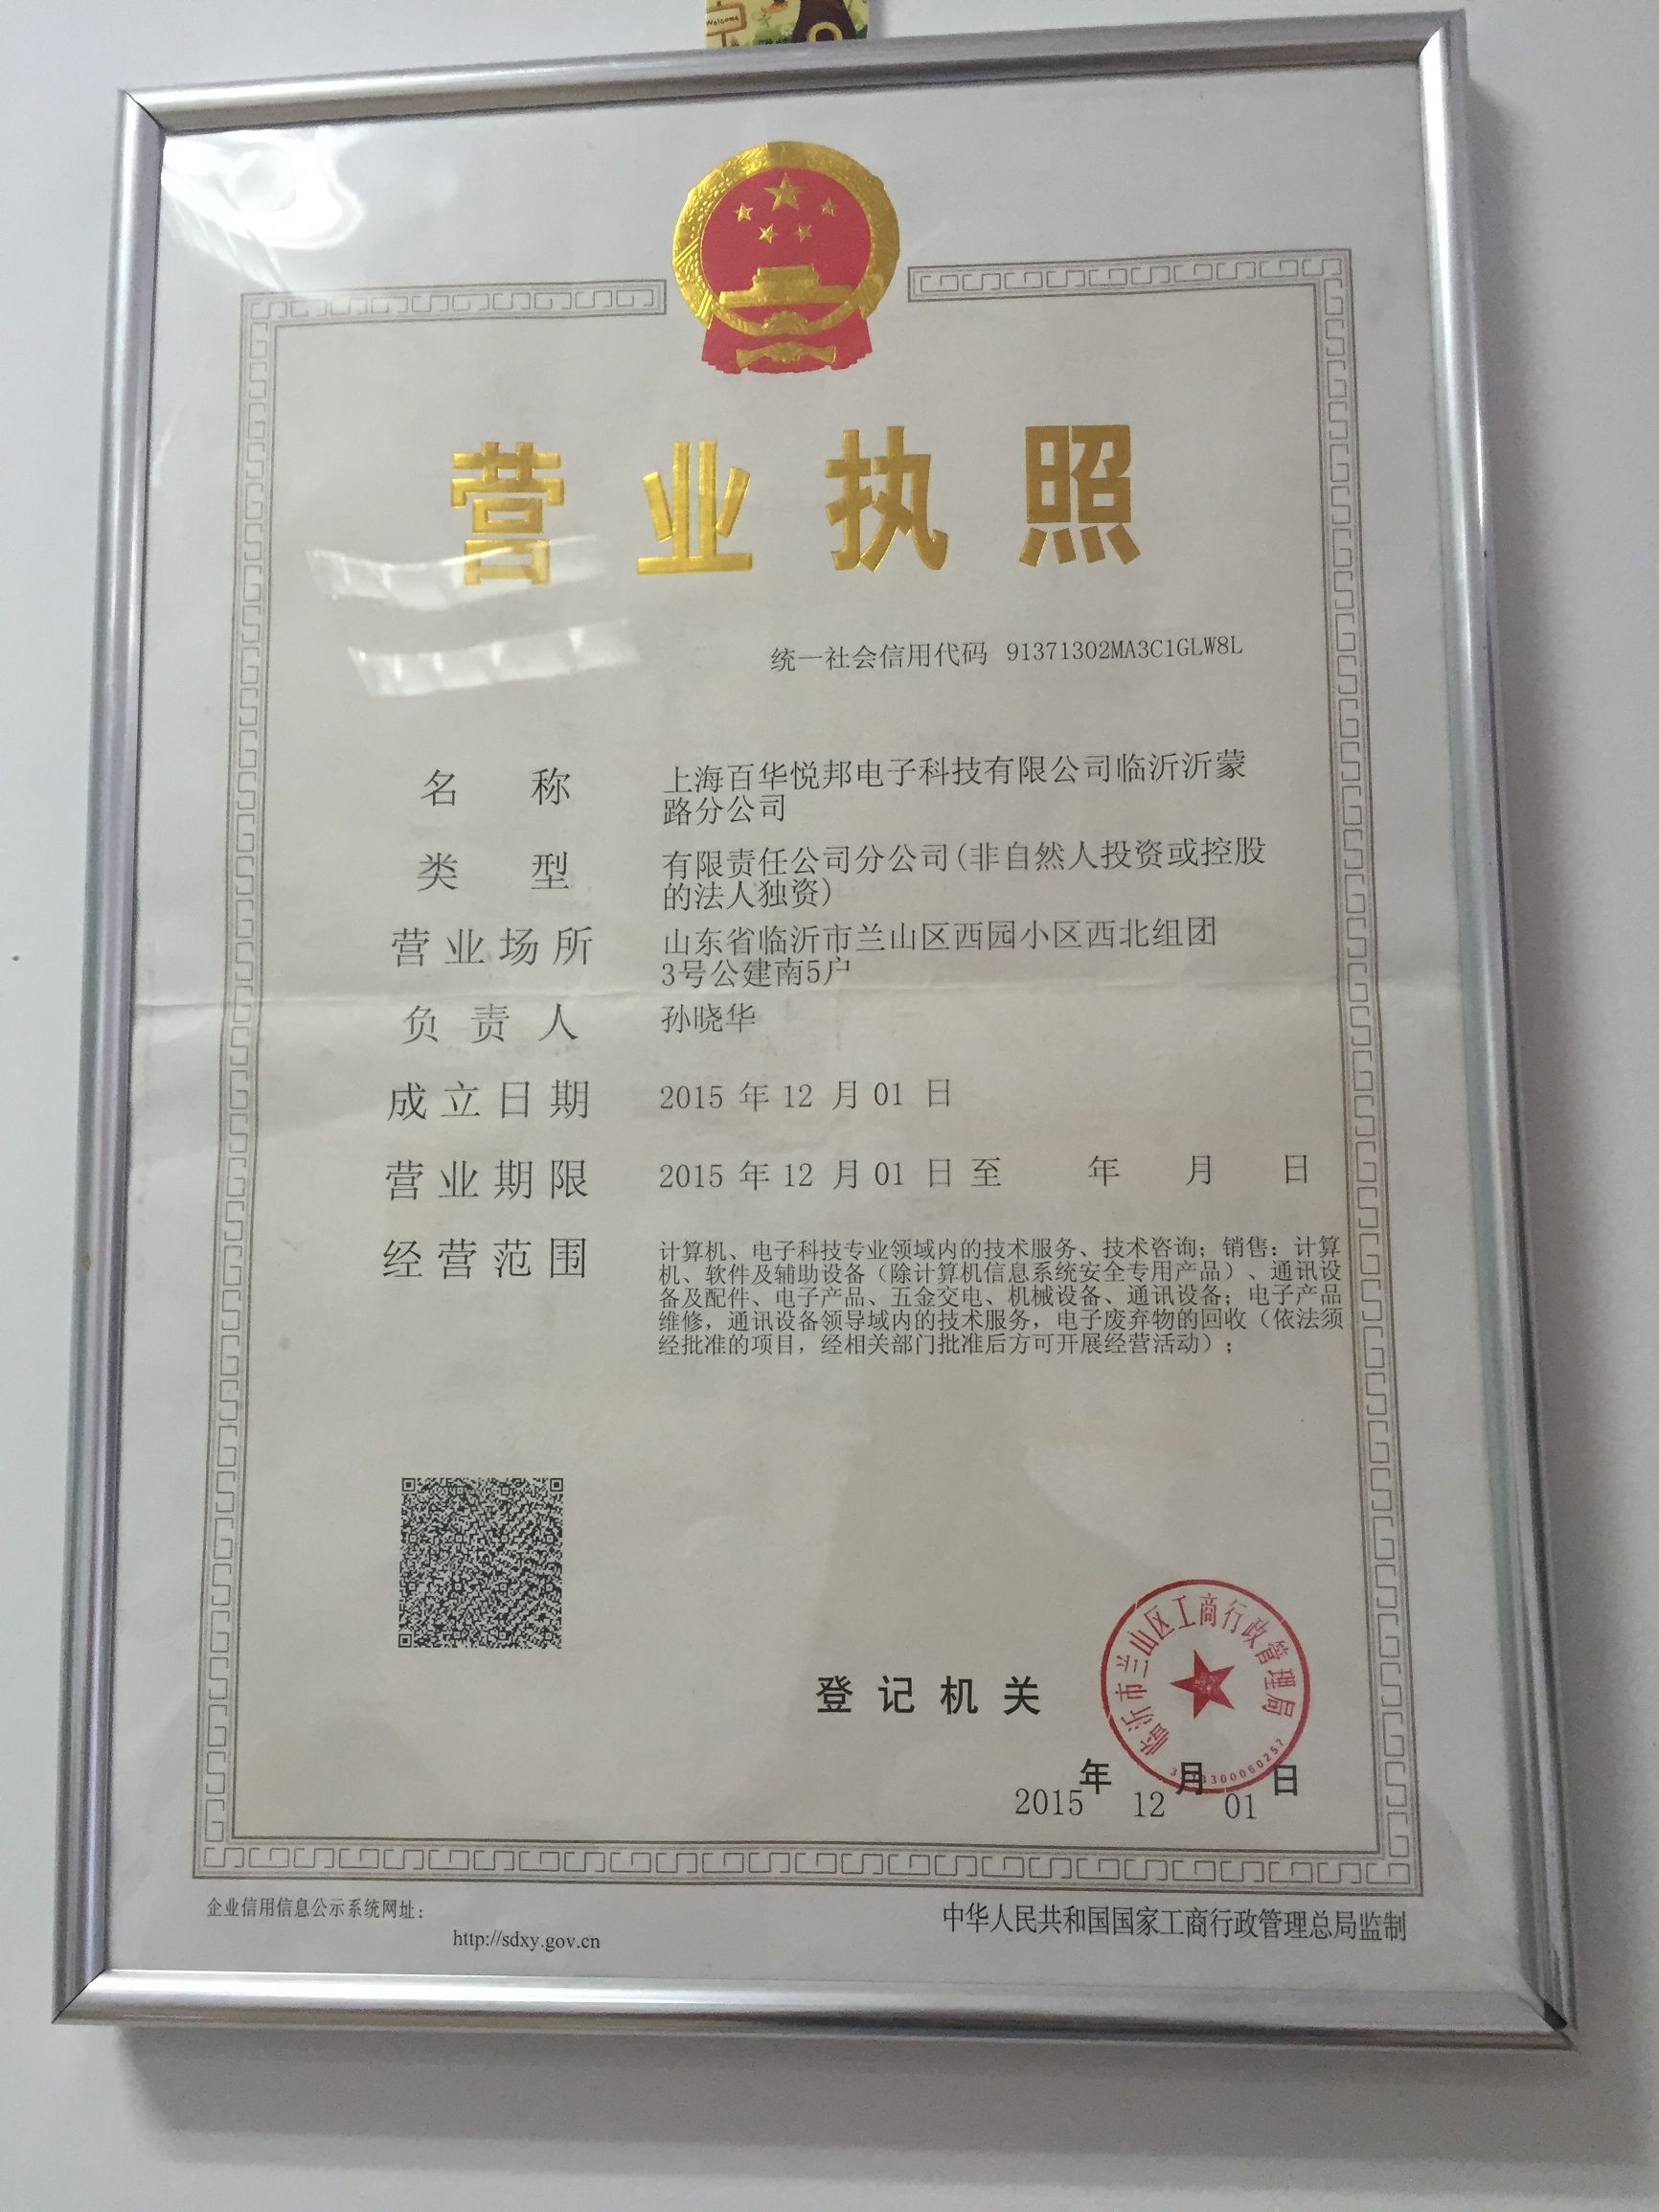 Welcome
营业执照
统一社会信用代码 91371302MA3C1GLW8L
名称 上海百华悦邦电子科技有限公司临沂沂蒙
路分公司
类型 有限责任公司分公司(非自然人投资或控股
的法人独资)
营业场所 山东省临沂市兰山区西园小区西北组团
3号公建南5户
负责人 孙晓华
成立日期 2015 年 12 月 01 日
营业期限 2015 年 12 月 01 日 至 年 月 日
经营范围 计算机、电子科技专业领域内的技术服务、技术咨询；销售：计算
机、软件及辅助设备（除计算机信息系统安全专用产品）、通讯设
备及配件、电子产品、五金交电、机械设备、通讯设备；电子产品
维修，通讯设备领导域内的技术服务，电子废弃物的回收（依法须
经批准的项目，经相关部门批准后方可开展经营活动）；
临沂市兰山区工商行政管理局
登记机关
年 月 日
2015 12 01
企业信用信息公示系统网址：
http://sdxy.gov.cn
中华人民共和国国家工商行政管理总局监制